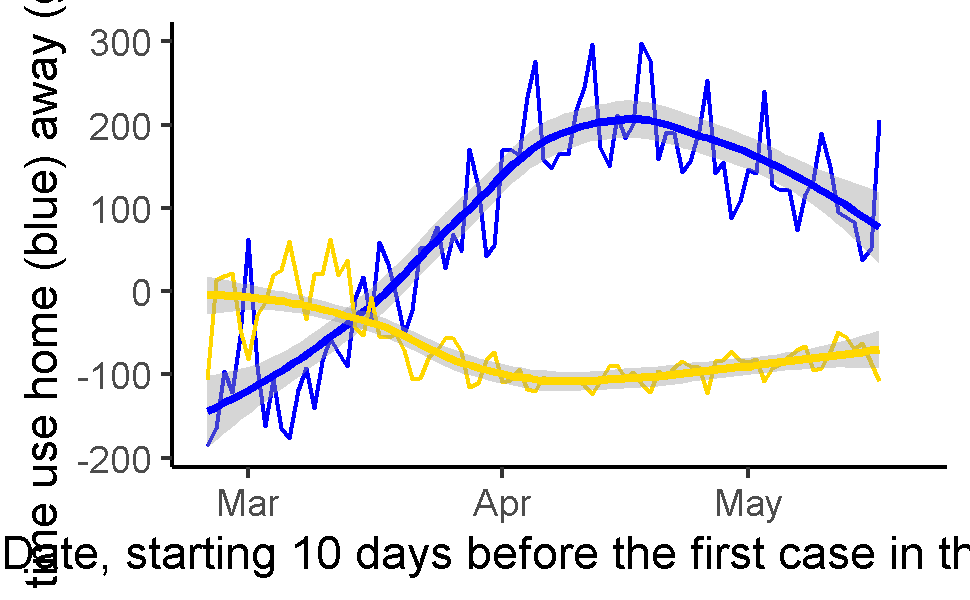 time use home (blue) away (
300
200
100
0
-100
-200
Mar Apr May
Date, starting 10 days before the first case in th